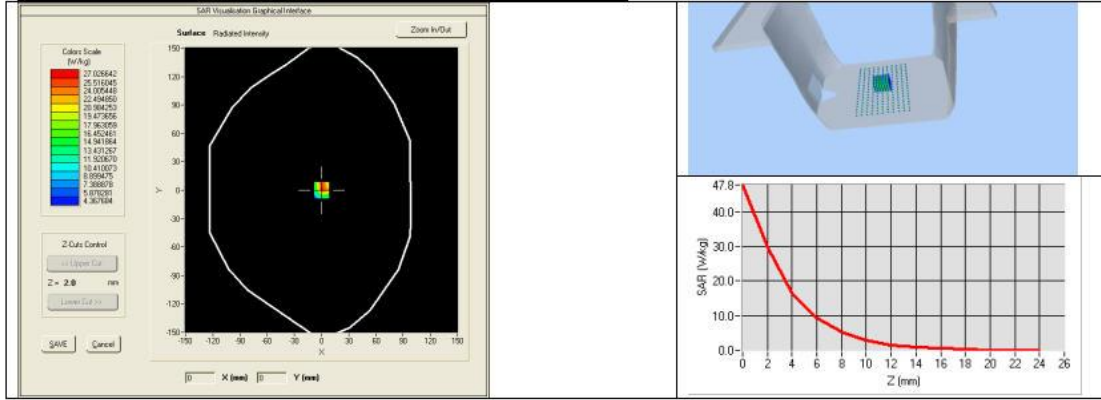 SAR Visualisation Graphical Interface
Surface Radiated Intensity
Zoom In/Out
Colors Scale
(W/kg)
27.026642
25.516045
24.005448
22.494850
20.984253
19.473656
17.963059
16.452461
14.941864
13.431267
11.920670
10.410073
8.899475
7.388878
5.878281
4.367684
150
120
90
60
30
0
-30
-60
-90
-120
-150
Y
-150 -120 -90 -60 -30 0 30 60 90 120 150
X
Z-Cuts Control
<< Upper Cut
Z = 2.0 mm
Lower Cut >>
SAVE Cancel
0 X (mm) 0 Y (mm)
47.8
40.0
30.0
20.0
10.0
0.0
SAR (W/kg)
0 2 4 6 8 10 12 14 16 18 20 22 24 26
Z (mm)